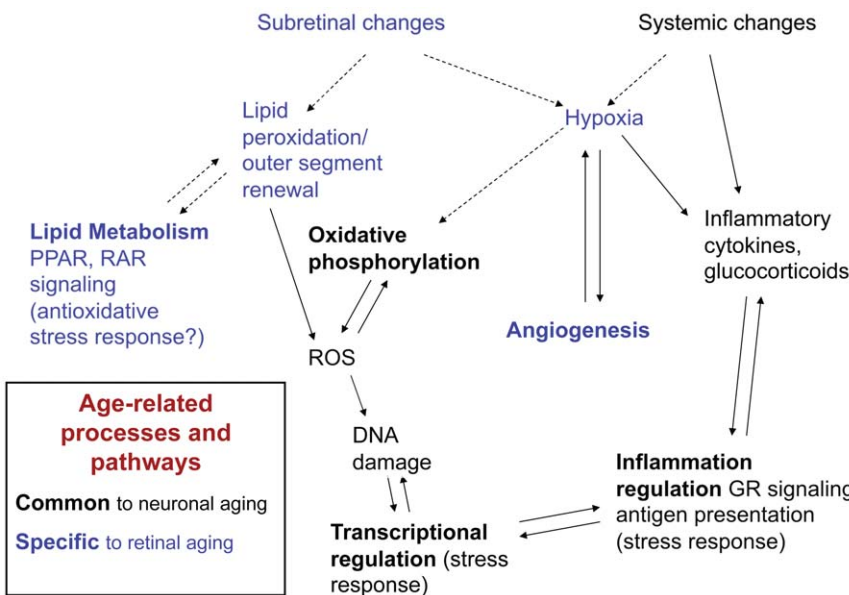 Subretinal changes
Systemic changes
Lipid
peroxidation/
outer segment
renewal
Hypoxia
Lipid Metabolism
PPAR, RAR
signaling
(antioxidative
stress response?)
Oxidative
phosphorylation
Inflammatory
cytokines,
glucocorticoids
Angiogenesis
ROS
DNA
damage
Age-related
processes and
pathways
Common to neuronal aging
Specific to retinal aging
Transcriptional
regulation (stress
response)
Inflammation
regulation GR signaling
antigen presentation
(stress response)